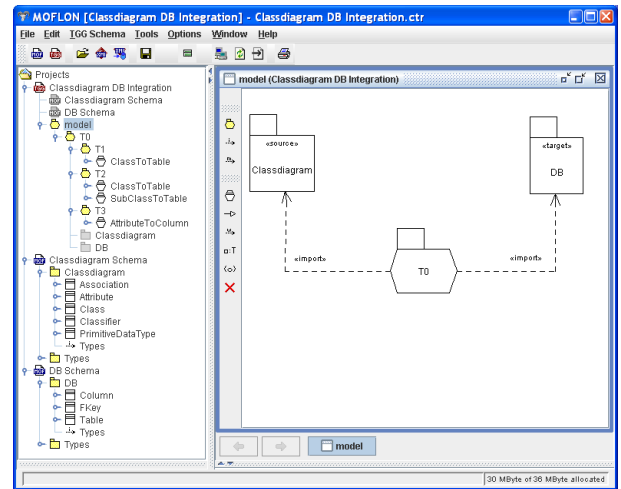 MOFLON [Classdiagram DB Integration] - Classdiagram DB Integration.ctr
File Edit TGG Schema Tools Options Window Help
Projects
Classdiagram DB Integration
Classdiagram Schema
DB Schema
model
T0
T1
ClassToTable
T2
ClassToTable
SubClassToTable
T3
AttributeToColumn
Classdiagram
DB
Classdiagram Schema
Classdiagram
Association
Attribute
Class
Classifier
PrimitiveDataType
Types
Types
DB Schema
DB
Column
FKey
Table
Types
Types
model (Classdiagram DB Integration)
«source»
Classdiagram
«target»
DB
«import»
«import»
T0
model
30 MByte of 36 MByte allocated